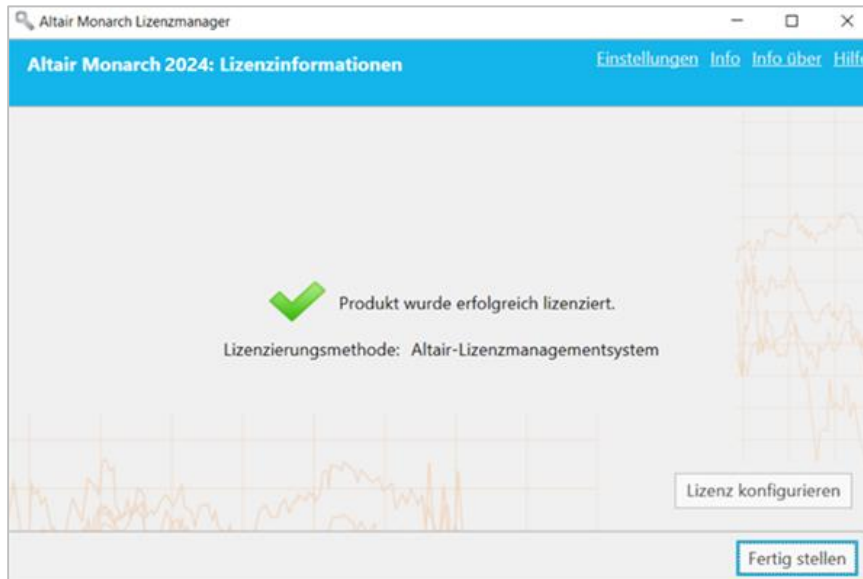 Altair Monarch Lizenzmanager
Altair Monarch 2024: Lizenzinformationen
Einstellungen Info Info über Hilfe
Produkt wurde erfolgreich lizenziert.
Lizenzierungsmethode: Altair-Lizenzmanagementsystem
Lizenz konfigurieren
Fertig stellen